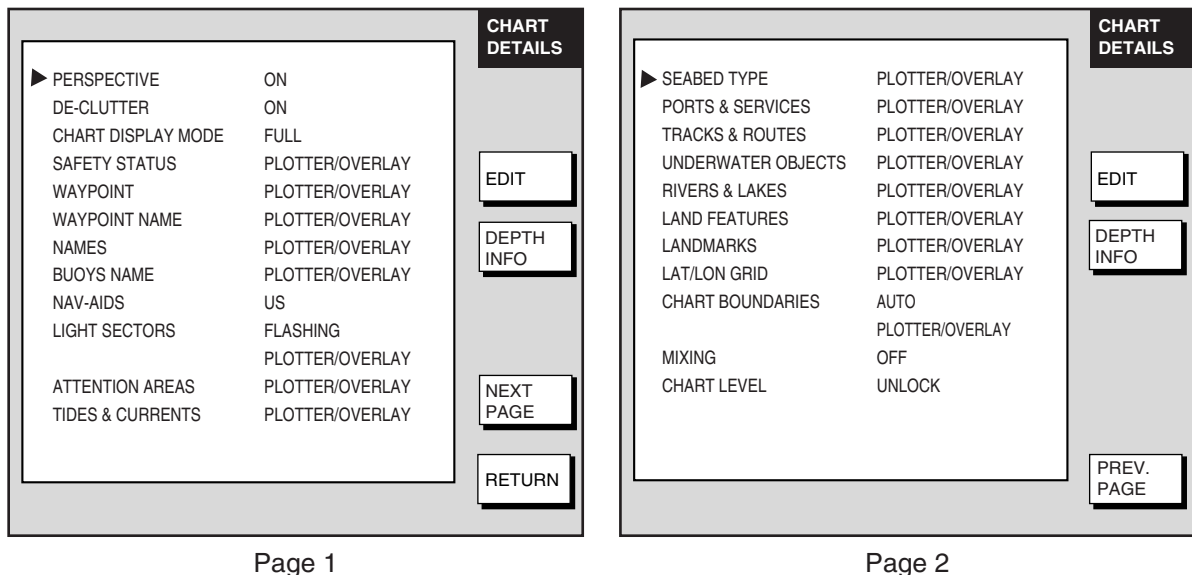 CHART
DETAILS
PERSPECTIVE ON
DE-CLUTTER ON
CHART DISPLAY MODE FULL
SAFETY STATUS PLOTTER/OVERLAY
WAYPOINT PLOTTER/OVERLAY
WAYPOINT NAME PLOTTER/OVERLAY
NAMES PLOTTER/OVERLAY
BUOYS NAME PLOTTER/OVERLAY
NAV-AIDS US
LIGHT SECTORS FLASHING
PLOTTER/OVERLAY
ATTENTION AREAS PLOTTER/OVERLAY
TIDES & CURRENTS PLOTTER/OVERLAY
EDIT
DEPTH
INFO
NEXT
PAGE
RETURN
Page 1
CHART
DETAILS
SEABED TYPE PLOTTER/OVERLAY
PORTS & SERVICES PLOTTER/OVERLAY
TRACKS & ROUTES PLOTTER/OVERLAY
UNDERWATER OBJECTS PLOTTER/OVERLAY
RIVERS & LAKES PLOTTER/OVERLAY
LAND FEATURES PLOTTER/OVERLAY
LANDMARKS PLOTTER/OVERLAY
LAT/LON GRID PLOTTER/OVERLAY
CHART BOUNDARIES AUTO
PLOTTER/OVERLAY
MIXING OFF
CHART LEVEL UNLOCK
EDIT
DEPTH
INFO
PREV.
PAGE
Page 2